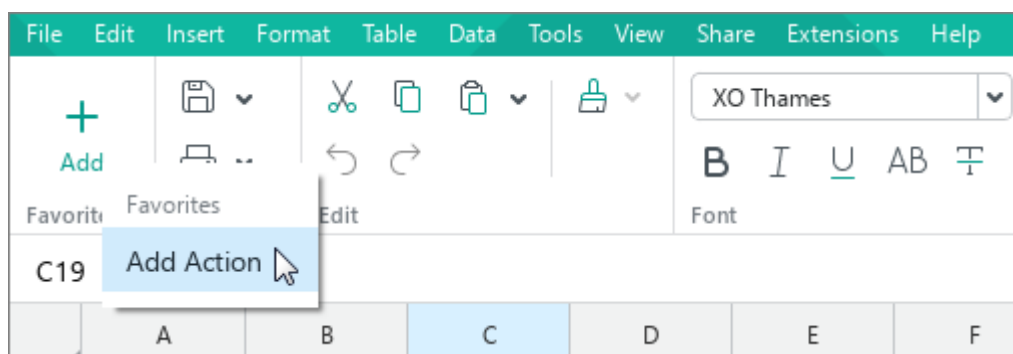 File Edit Insert Format Table Data Tools View Share Extensions Help
XO Thames
Add
B I U AB T
Favorites
Edit
Font
Add Action
C19
A B C D E F